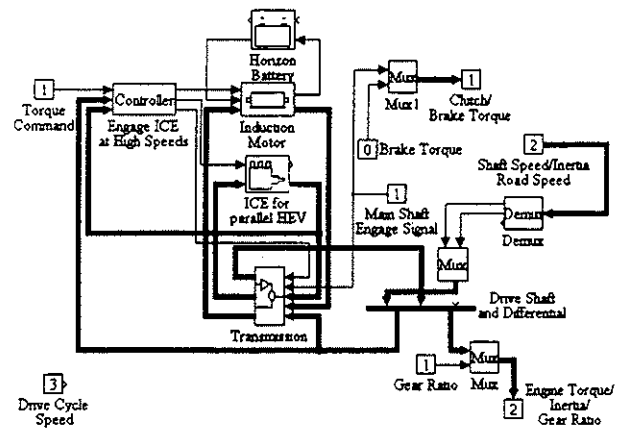 Horizon
Battery
1
Torque
Command
Controller
Engage ICE
at High Speeds
Induction
Motor
Mux
Mux1
1
Clutch/
Brake Torque
0
Brake Torque
2
Shaft Speed/Inertia
Road Speed
ICE for
parallel HEV
1
Main Shaft
Engage Signal
Demux
Demux
Mux
Transmission
Drive Shaft
and Differential
3
Drive Cycle
Speed
1
Gear Ratio
Mux
Mux
2
Engine Torque/
Inertia/
Gear Ratio